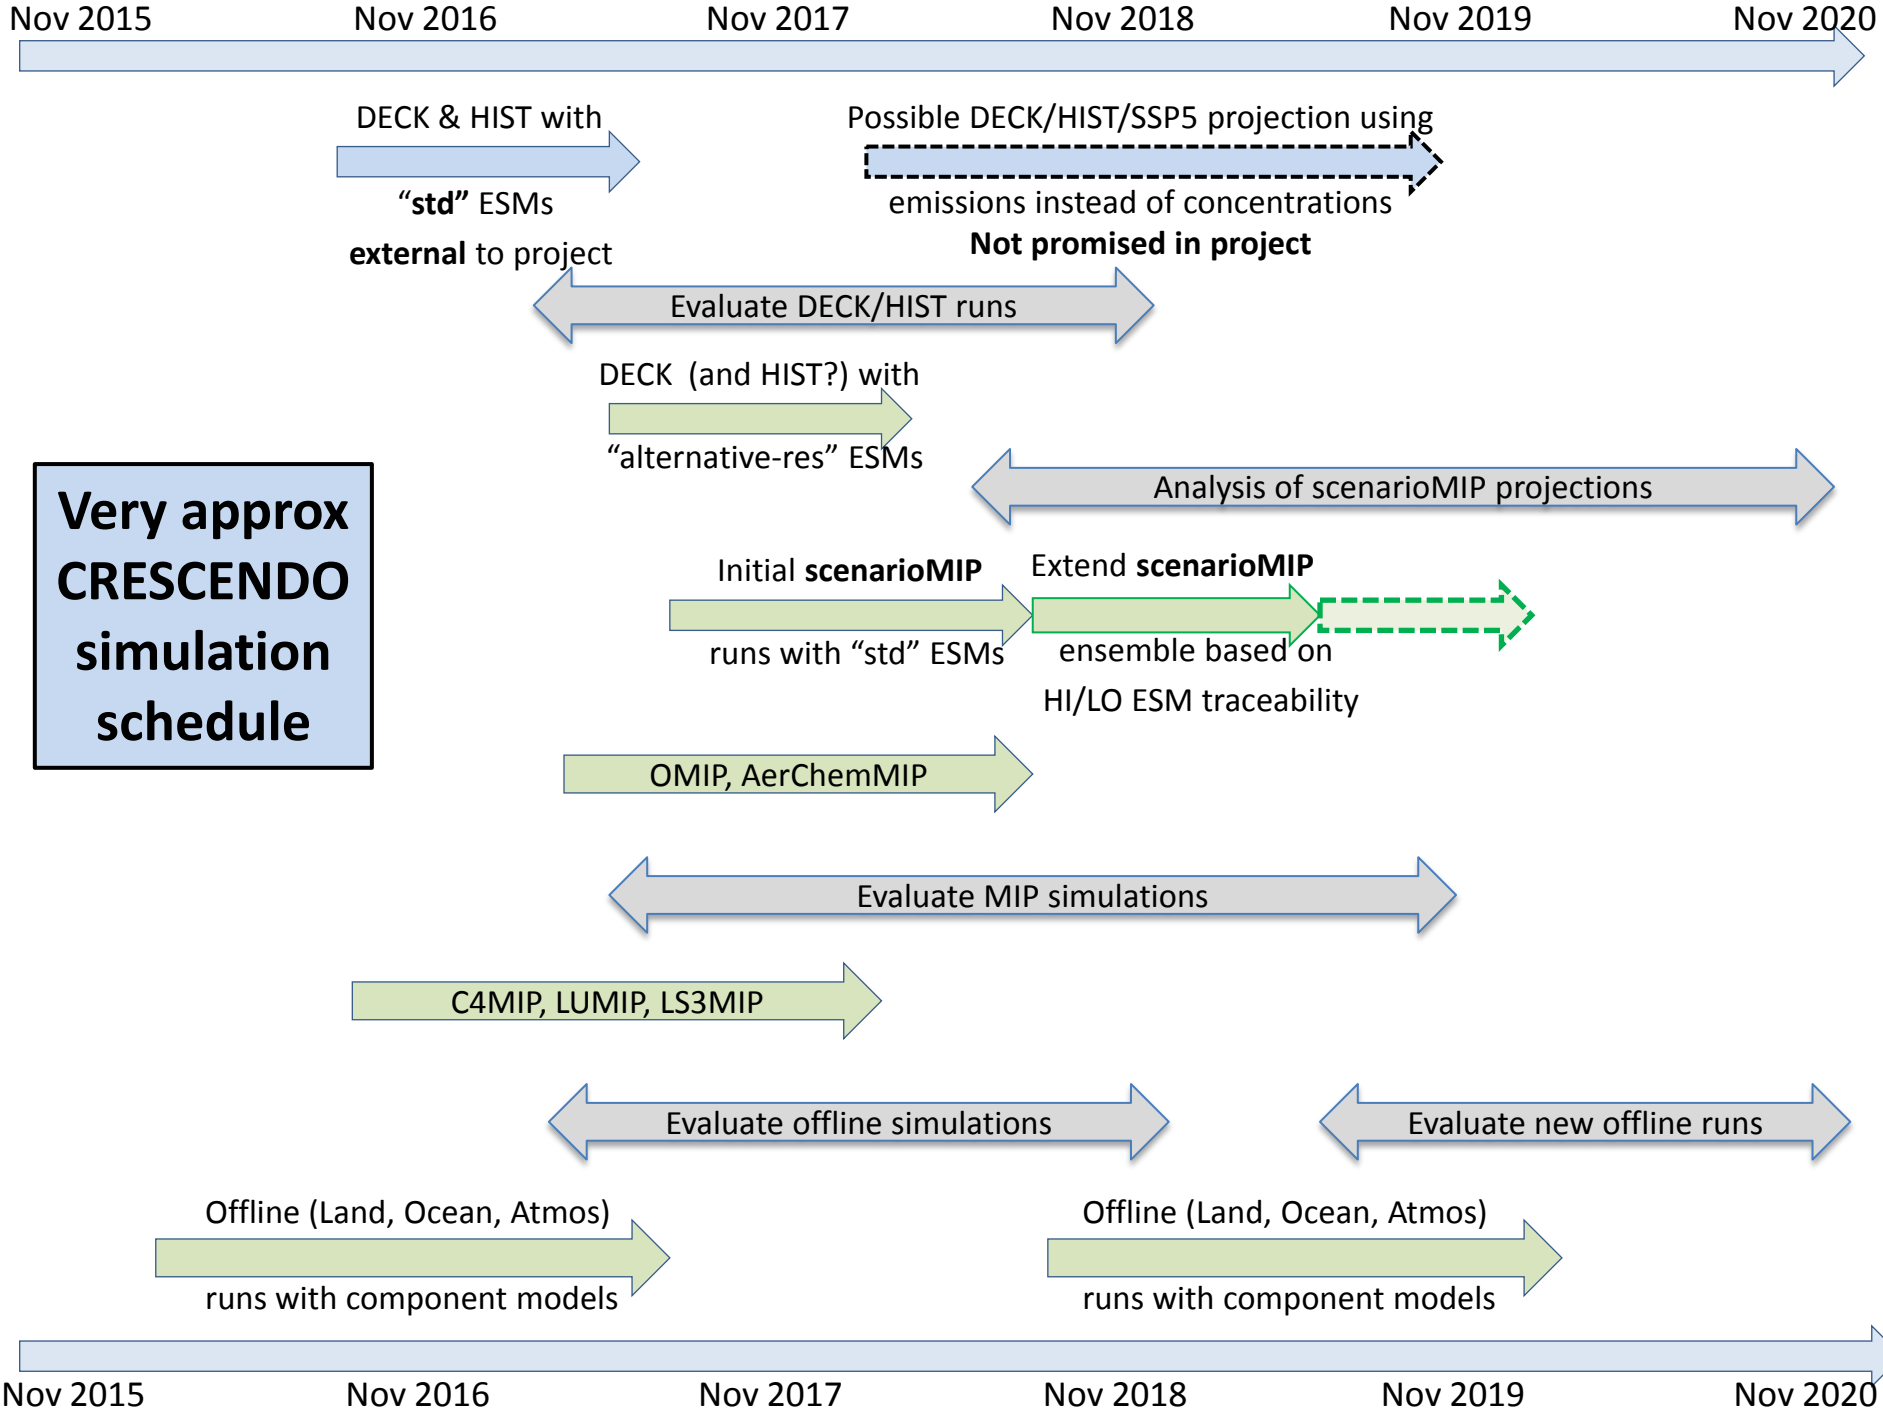 Nov 2015 Nov 2016 Nov 2017 Nov 2018 Nov 2019 Nov 2020
DECK & HIST with
“std” ESMs
external to project
Possible DECK/HIST/SSP5 projection using
emissions instead of concentrations
Not promised in project
Evaluate DECK/HIST runs
DECK (and HIST?) with
“alternative-res” ESMs
Analysis of scenarioMIP projections
Very approx
CRESCENDO
simulation
schedule
Initial scenarioMIP
runs with “std” ESMs
Extend scenarioMIP
ensemble based on
HI/LO ESM traceability
OMIP, AerChemMIP
Evaluate MIP simulations
C4MIP, LUMIP, LS3MIP
Evaluate offline simulations
Evaluate new offline runs
Offline (Land, Ocean, Atmos)
runs with component models
Offline (Land, Ocean, Atmos)
runs with component models
Nov 2015 Nov 2016 Nov 2017 Nov 2018 Nov 2019 Nov 2020